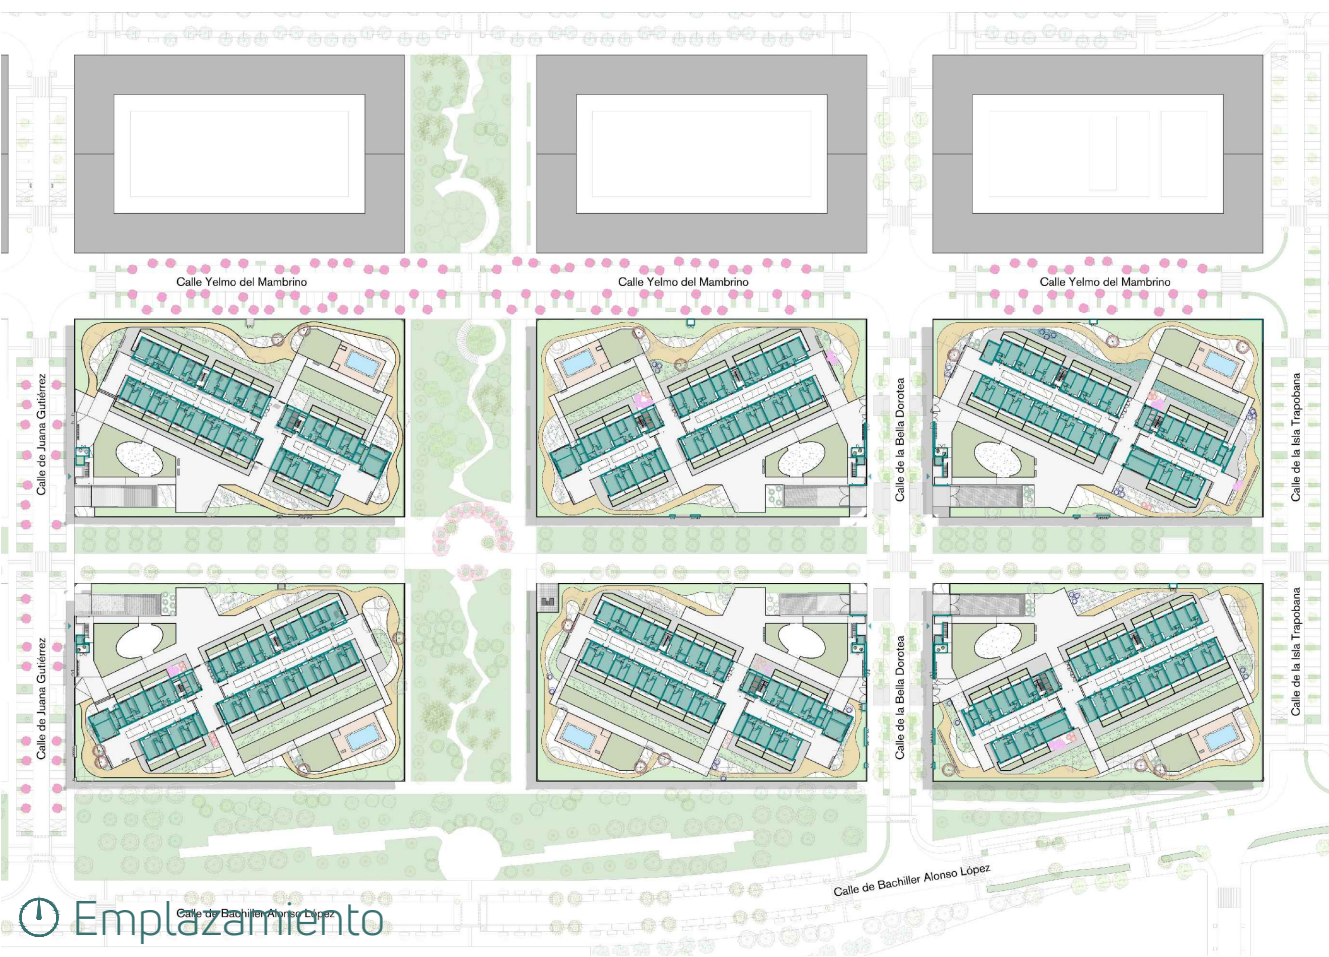 Calle Yelmo del Mambrino
Calle Yelmo del Mambrino
Calle Yelmo del Mambrino
Calle de Juana Gutiérrez
Calle de la Bella Dorotea
Calle de la Isla Trapobana
Calle de Juana Gutiérrez
Calle de la Bella Dorotea
Calle de la Isla Trapobana
Calle de Bachiller Alonso López
Calle de Bachiller Alonso López
Emplazamiento